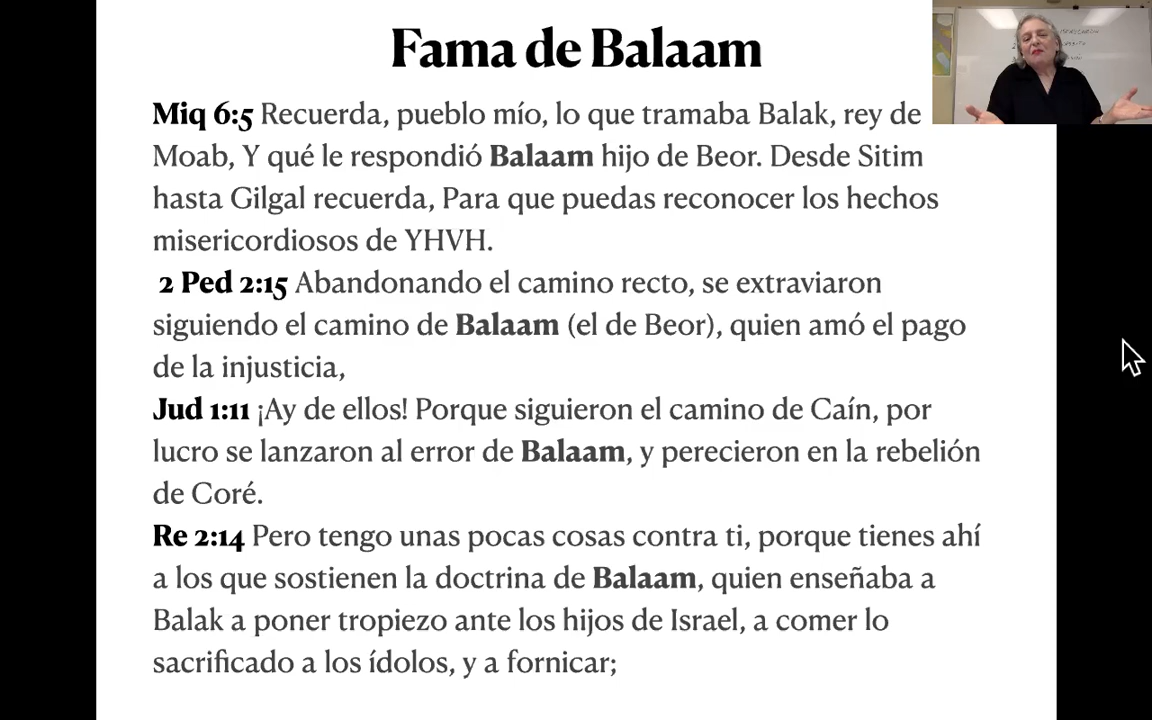 Fama de Balaam
Miq 6:5 Recuerda, pueblo mío, lo que tramaba Balak, rey de
Moab, Y qué le respondió Balaam hijo de Beor. Desde Sitim
hasta Gilgal recuerda, Para que puedas reconocer los hechos
misericordiosos de YHVH.
2 Ped 2:15 Abandonando el camino recto, se extraviaron
siguiendo el camino de Balaam (el de Beor), quien amó el pago
de la injusticia,
Jud 1:11 ¡Ay de ellos! Porque siguieron el camino de Caín, por
lucro se lanzaron al error de Balaam, y perecieron en la rebelión
de Coré.
Re 2:14 Pero tengo unas pocas cosas contra ti, porque tienes ahí
a los que sostienen la doctrina de Balaam, quien enseñaba a
Balak a poner tropiezo ante los hijos de Israel, a comer lo
sacrificado a los ídolos, y a fornicar;